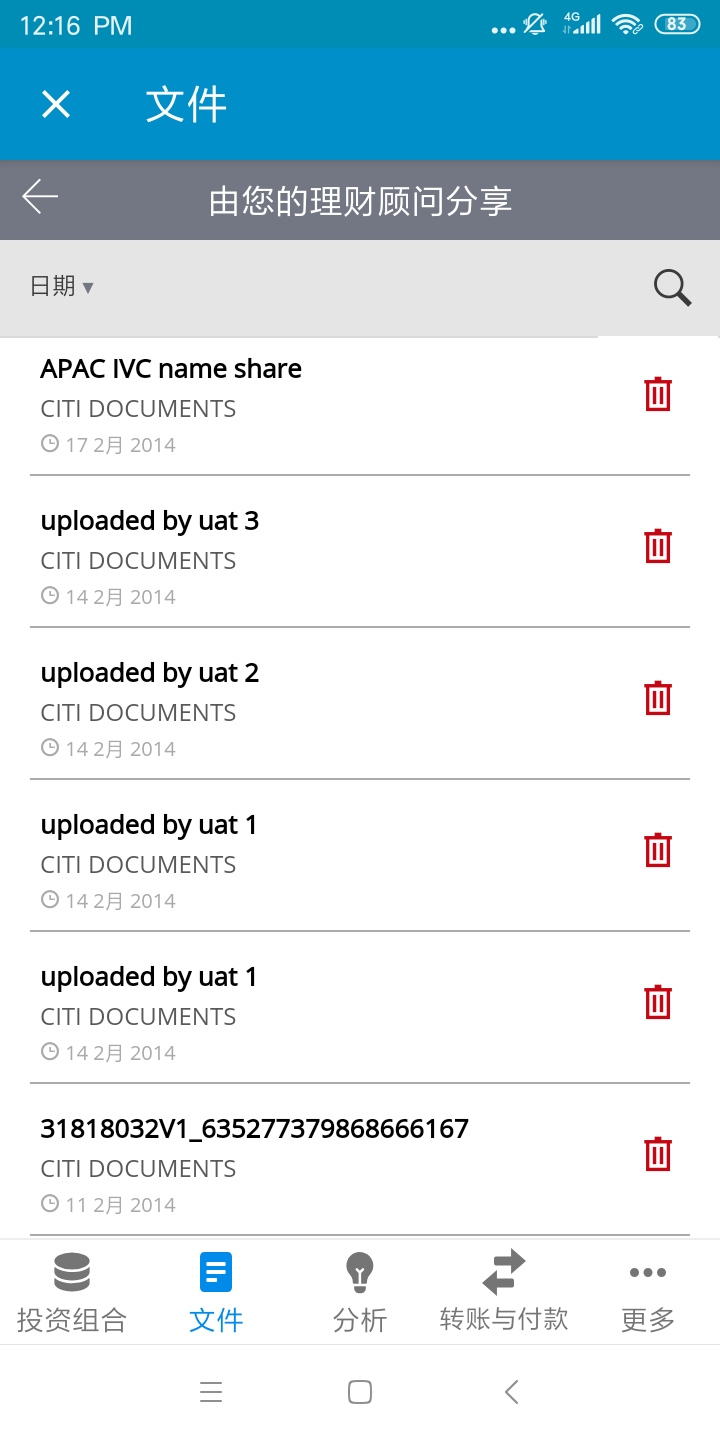 12:16 PM
4G
83
文件
由您的理财顾问分享
日期
APAC IVC name share
CITI DOCUMENTS
17 2月 2014
uploaded by uat 3
CITI DOCUMENTS
14 2月 2014
uploaded by uat 2
CITI DOCUMENTS
14 2月 2014
uploaded by uat 1
CITI DOCUMENTS
14 2月 2014
uploaded by uat 1
CITI DOCUMENTS
14 2月 2014
31818032V1_635277379868666167
CITI DOCUMENTS
11 2月 2014
投资组合
文件
分析
转账与付款
更多